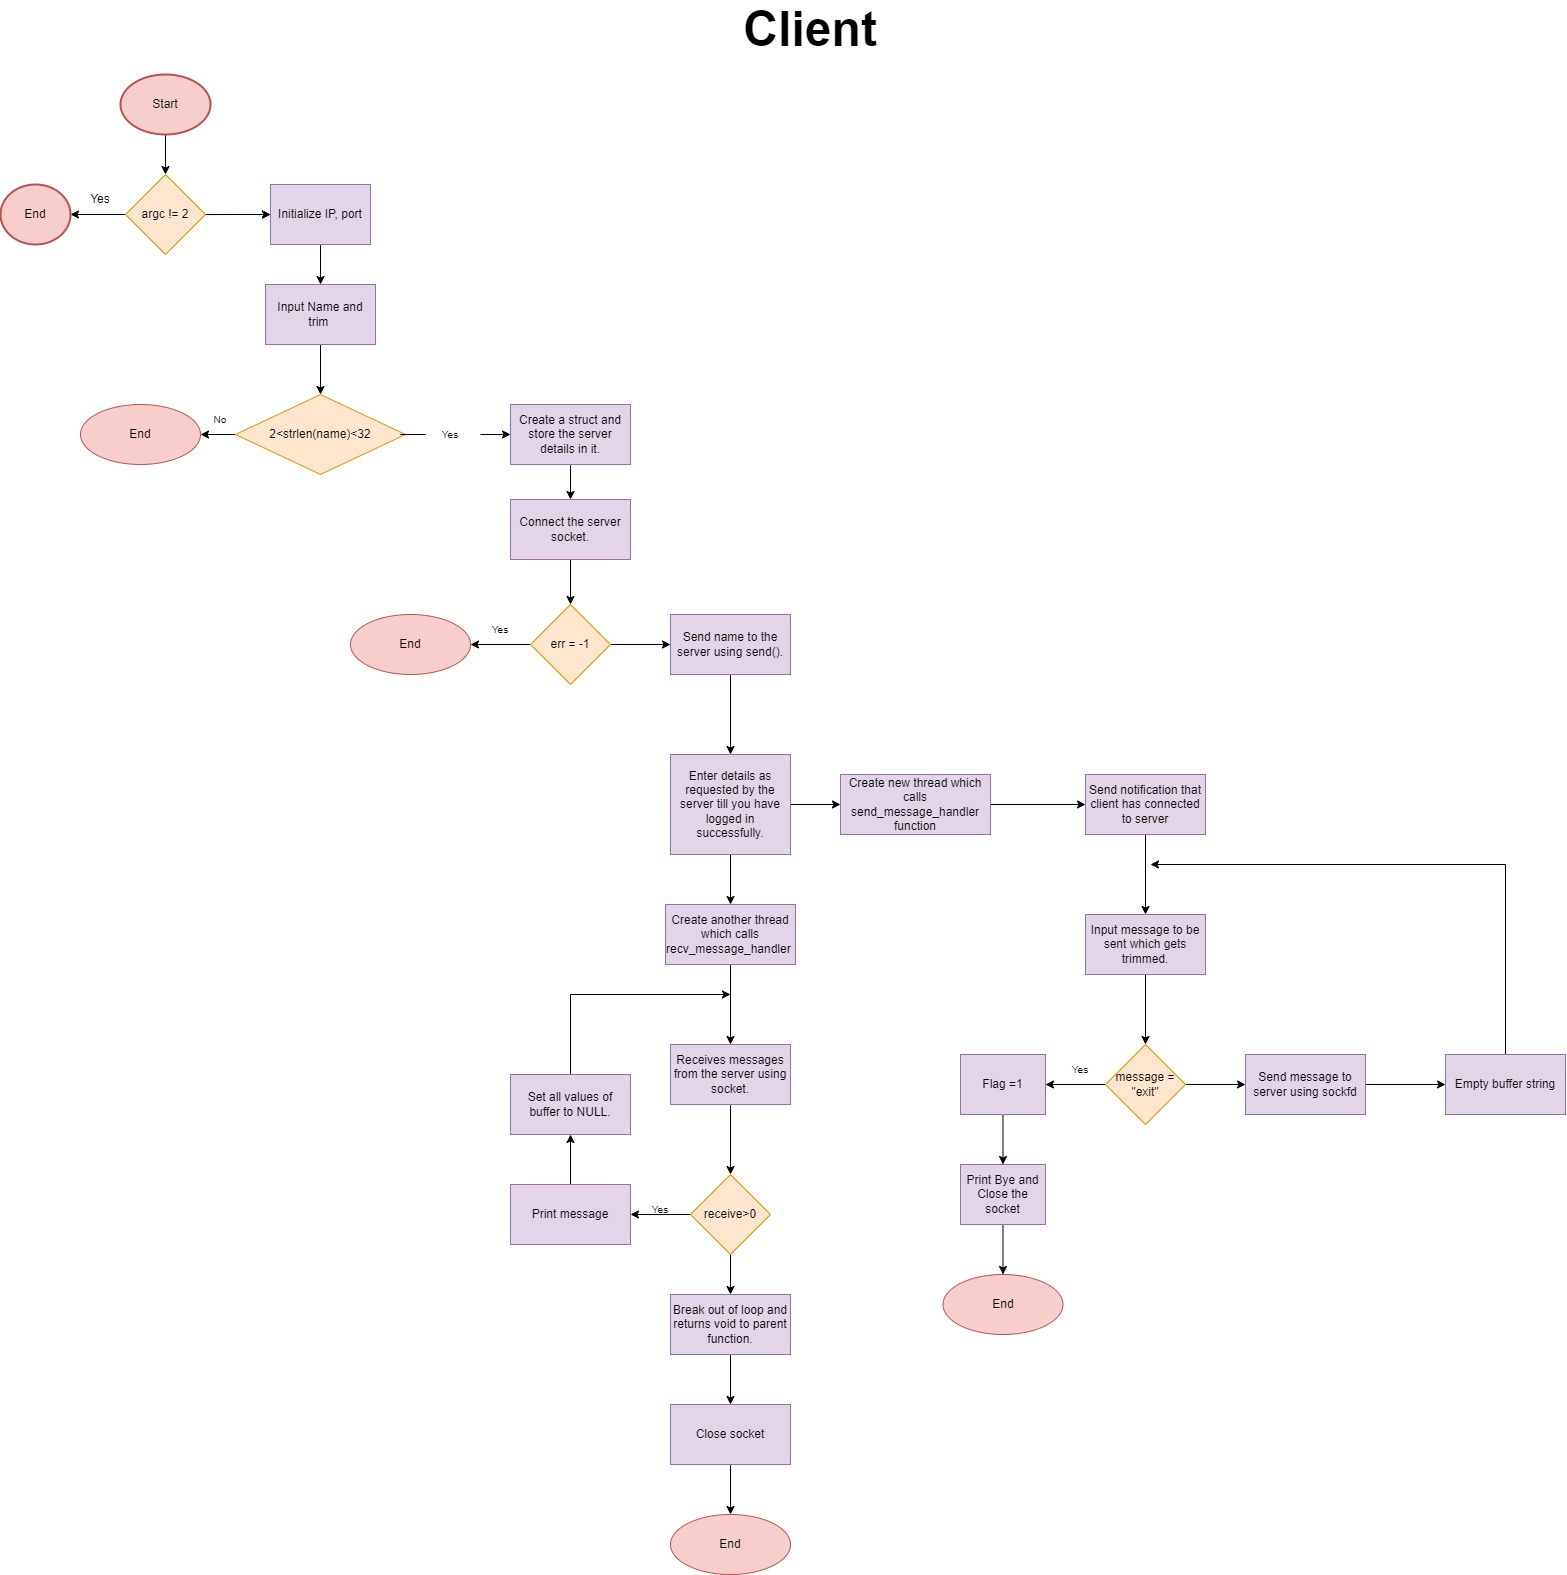 Client
Start
Yes
End
argc != 2
Initialize IP, port
Input Name and
trim
No
End
2<strlen(name)<32
Yes
Create a struct and
store the server
details in it.
Connect the server
socket.
Yes
End
err = -1
Send name to the
server using send().
Enter details as
requested by the
server till you have
logged in
successfully.
Create new thread which
calls
send_message_handler
function
Send notification that
client has connected
to server
Create another thread
which calls
recv_message_handler
Input message to be
sent which gets
trimmed.
Receives messages
from the server using
socket.
Set all values of
buffer to NULL.
Flag =1
Yes
message =
"exit"
Send message to
server using sockfd
Empty buffer string
Print Bye and
Close the
socket
Print message
Yes
receive>0
End
Break out of loop and
returns void to parent
function.
Close socket
End